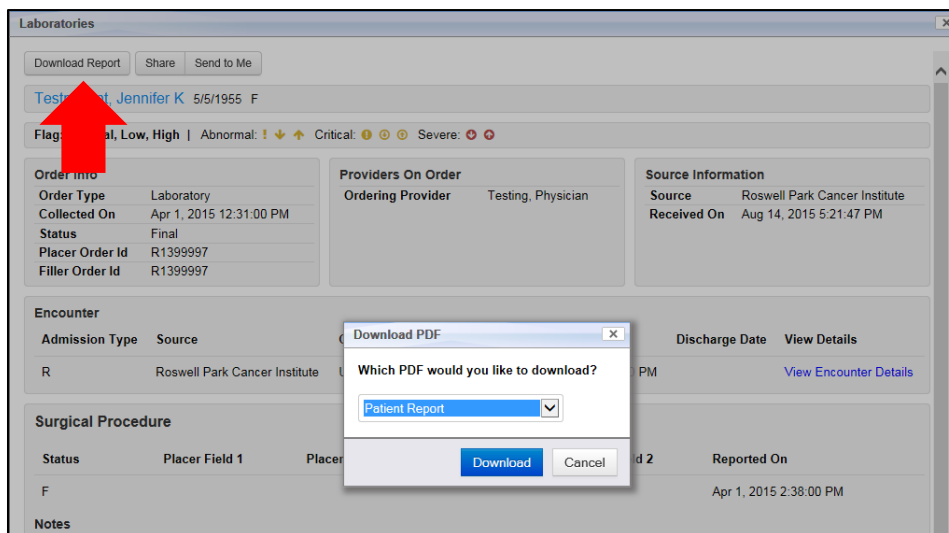 Laboratories
Download Report Share Send to Me
Jennifer K 5/5/1955 F
Low, High | Abnormal: ! Critical: Severe:
Order Info Providers On Order Source Information
Order Type Laboratory Ordering Provider Testing, Physician Source Roswell Park Cancer Institute
Collected On Apr 1, 2015 12:31:00 PM Received On Aug 14, 2015 5:21:47 PM
Status Final
Placer Order Id R1399997
Filler Order Id R1399997
Encounter
Admission Type Source Discharge Date View Details
R Roswell Park Cancer Institute PM View Encounter Details
Download PDF
Which PDF would you like to download?
Patient Report
Download Cancel
Surgical Procedure
Status Placer Field 1 2 Reported On
F Apr 1, 2015 2:38:00 PM
Notes